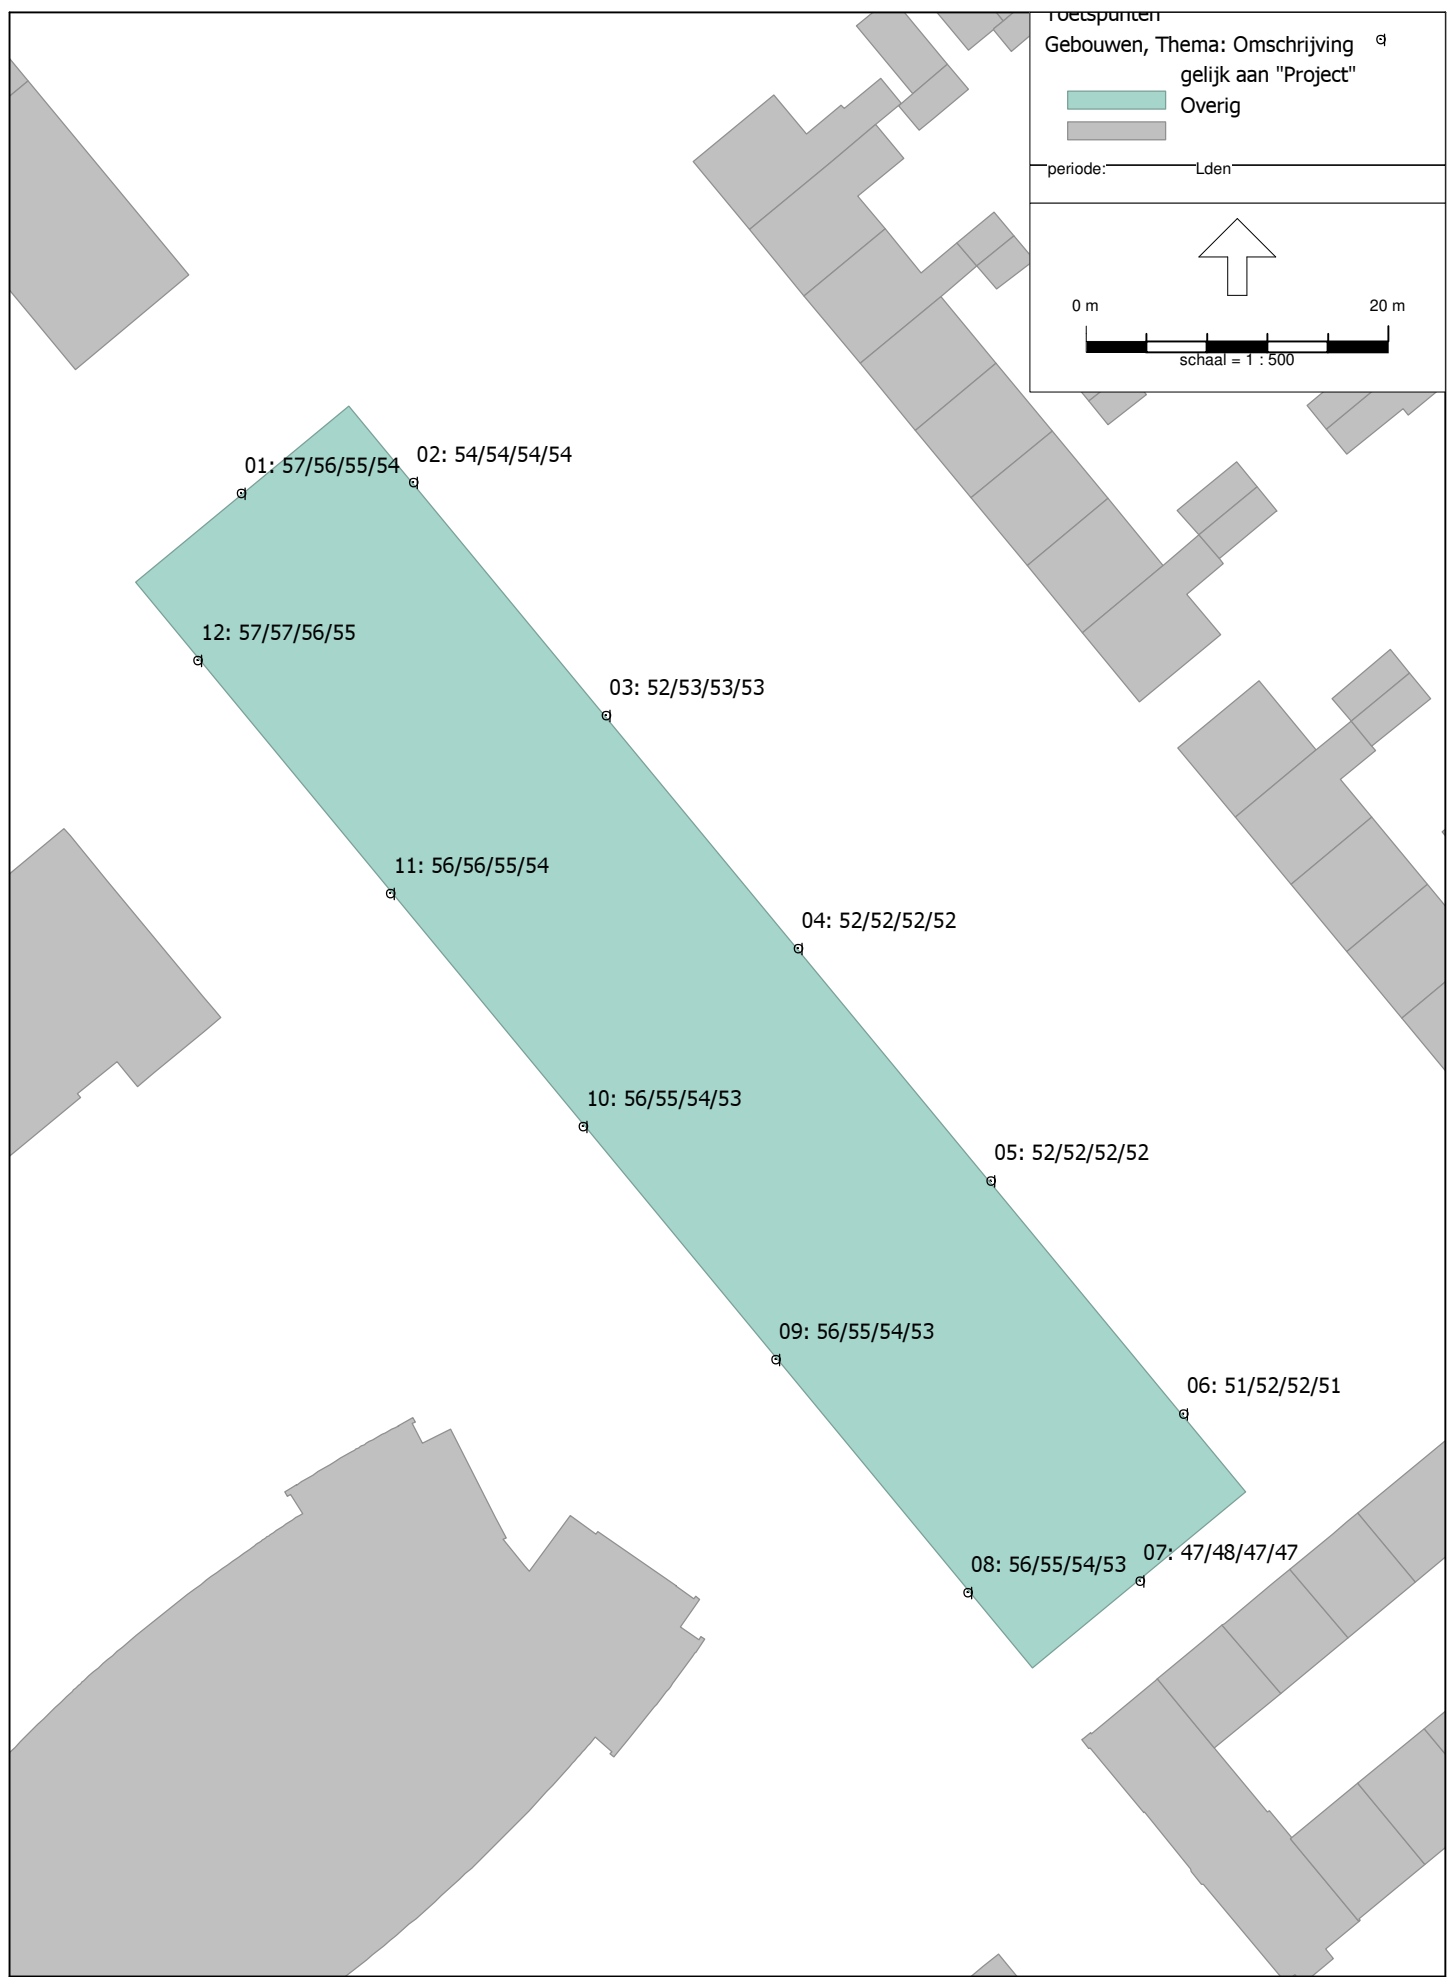 Toetspunten
Gebouwen, Thema: Omschrijving
gelijk aan "Project"
Overig
periode: Lden
0 m 20 m
schaal = 1 : 500
02: 54/54/54/54
01: 57/56/55/54
12: 57/57/56/55
03: 52/53/53/53
11: 56/56/55/54
04: 52/52/52/52
10: 56/55/54/53
05: 52/52/52/52
09: 56/55/54/53
06: 51/52/52/51
07: 47/48/47/47
08: 56/55/54/53